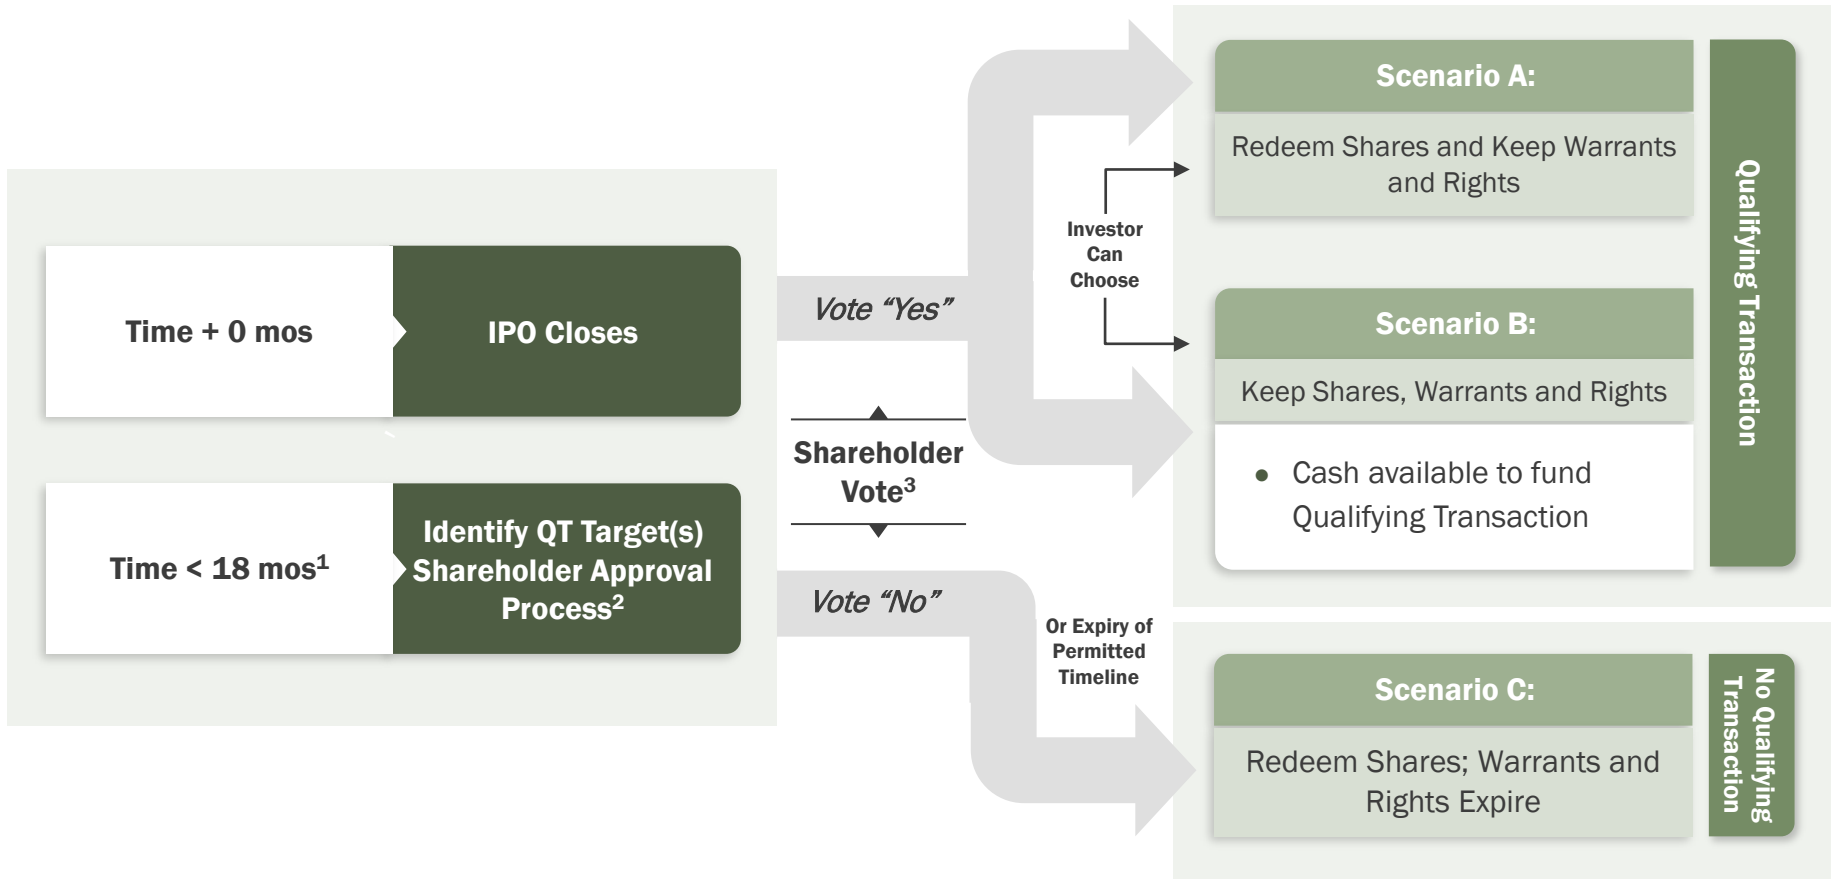 Time + 0 mos
IPO Closes
Time < 18 mos¹
Identify QT Target(s)
Shareholder Approval
Process²
Vote “Yes”
Shareholder
Vote³
Vote “No”
Investor
Can
Choose
Or Expiry of
Permitted
Timeline
Scenario A:
Redeem Shares and Keep Warrants
and Rights
Scenario B:
Keep Shares, Warrants and Rights
● Cash available to fund
Qualifying Transaction
Qualifying Transaction
Scenario C:
Redeem Shares; Warrants and
Rights Expire
No Qualifying
Transaction